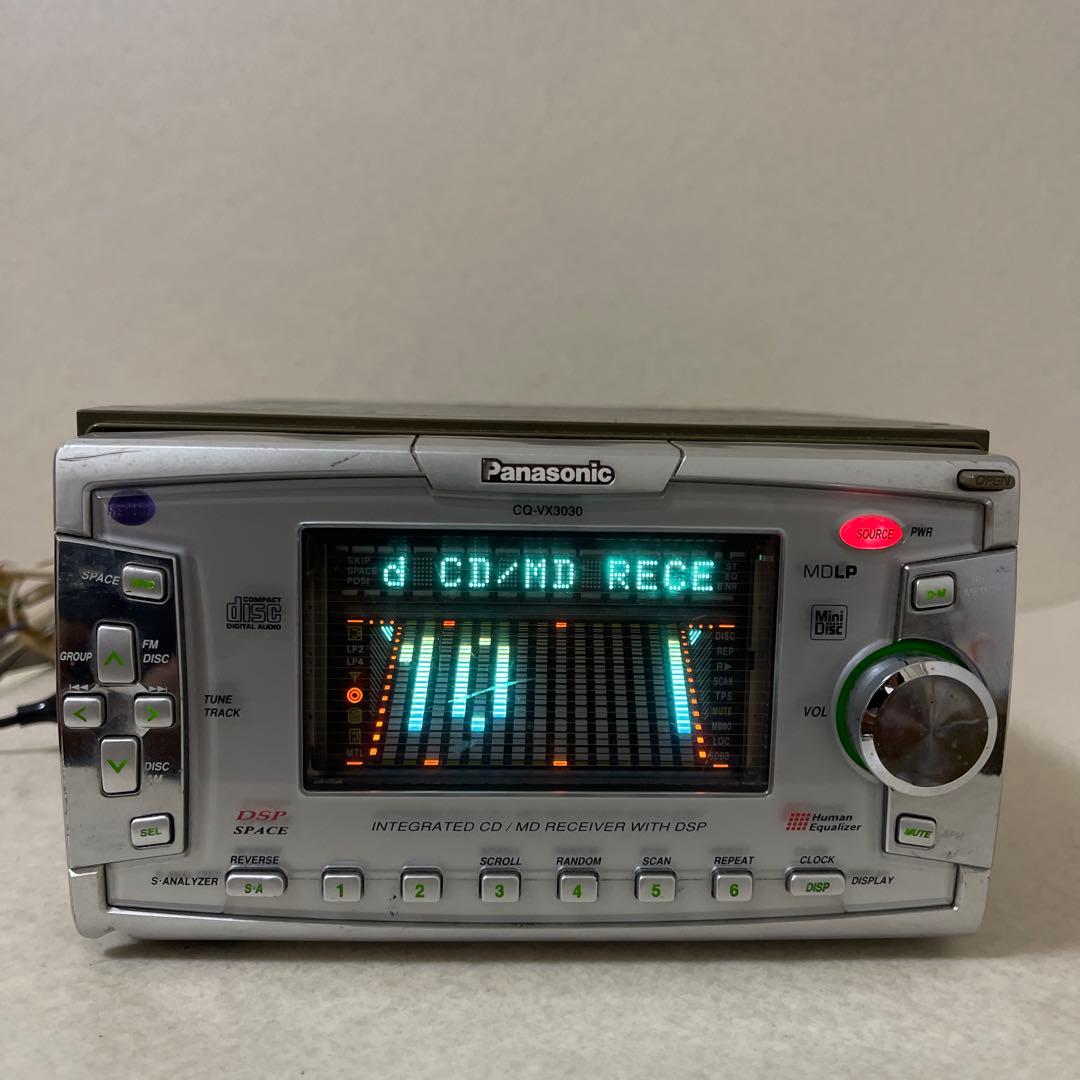 Panasonic
OPEN
CQ-VX3030
SOURCE PWR
SKIP
SPACE
POSI
d CD/MD RECE
ST
EQ
B NR
MDLP
SPACE
D·M
COMPACT
disc
DIGITAL AUDIO
Mini
Disc
LP2
LP4
MTL
DISC
REP
R
SCAN
TPS
MUTE
MONO
LOC
FM
DISC
GROUP
TUNE
TRACK
VOL
DISC
SEL
DSP
SPACE
INTEGRATED CD / MD RECEIVER WITH DSP
Human
Equalizer
MUTE
REVERSE
SCROLL
RANDOM
SCAN
REPEAT
CLOCK
S·ANALYZER
S·A
1
2
3
4
5
6
DISP
DISPLAY